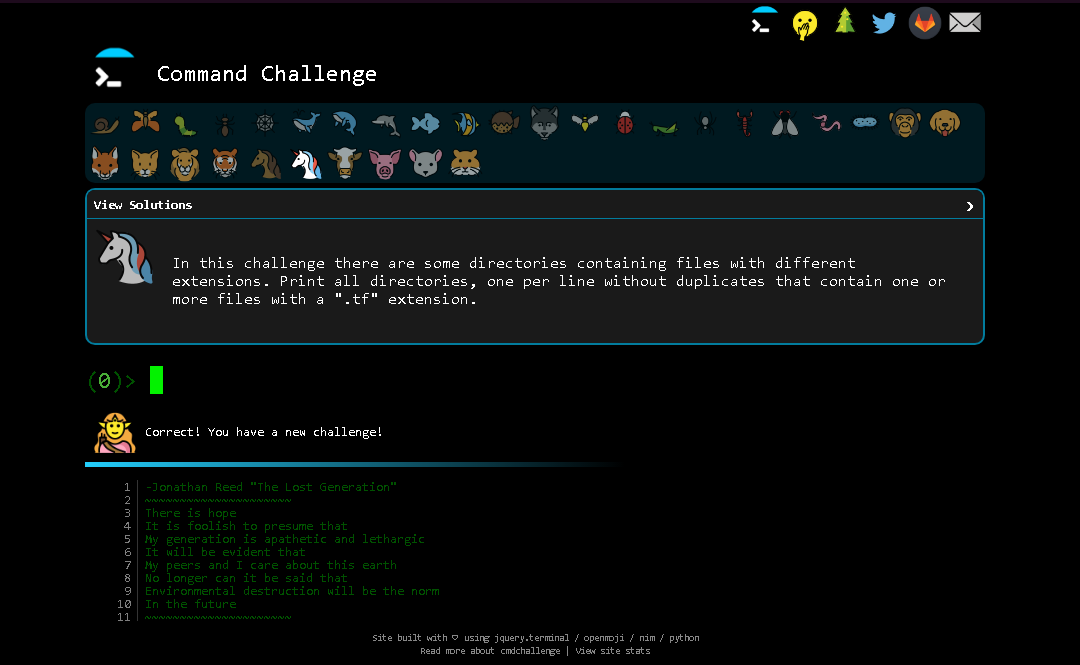 Command Challenge
View Solutions
In this challenge there are some directories containing files with different
extensions. Print all directories, one per line without duplicates that contain one or
more files with a ".tf" extension.
(0)>
Correct! You have a new challenge!
1 -Jonathan Reed "The Lost Generation"
2 ~~~~~~~~~~~~~~~~~~~~~
3 There is hope
4 It is foolish to presume that
5 My generation is apathetic and lethargic
6 It will be evident that
7 My peers and I care about this earth
8 No longer can it be said that
9 Environmental destruction will be the norm
10 In the future
11 ~~~~~~~~~~~~~~~~~~~~~
Site built with ♡ using jquery.terminal / openmoji / nim / python
Read more about cmdchallenge | View site stats